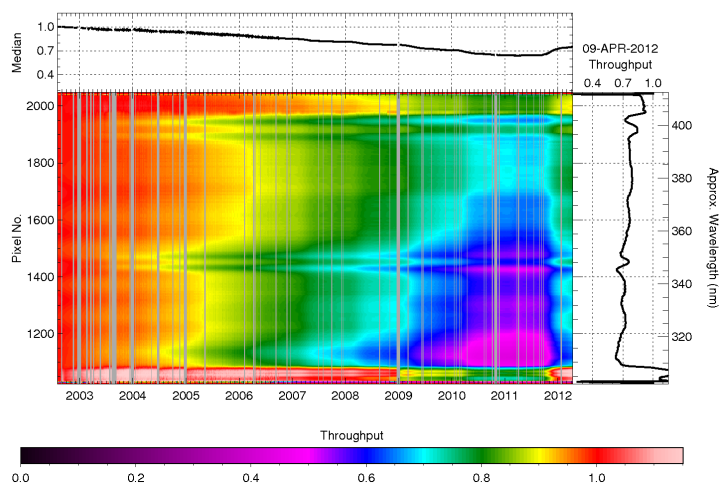 1.0
0.7
0.4
Median
09-APR-2012
Throughput
0.4 0.7 1.0
2000
1800
1600
1400
1200
Pixel No.
400
380
360
340
320
Approx. Wavelength (nm)
2003 2004 2005 2006 2007 2008 2009 2010 2011 2012
Throughput
0.0 0.2 0.4 0.6 0.8 1.0